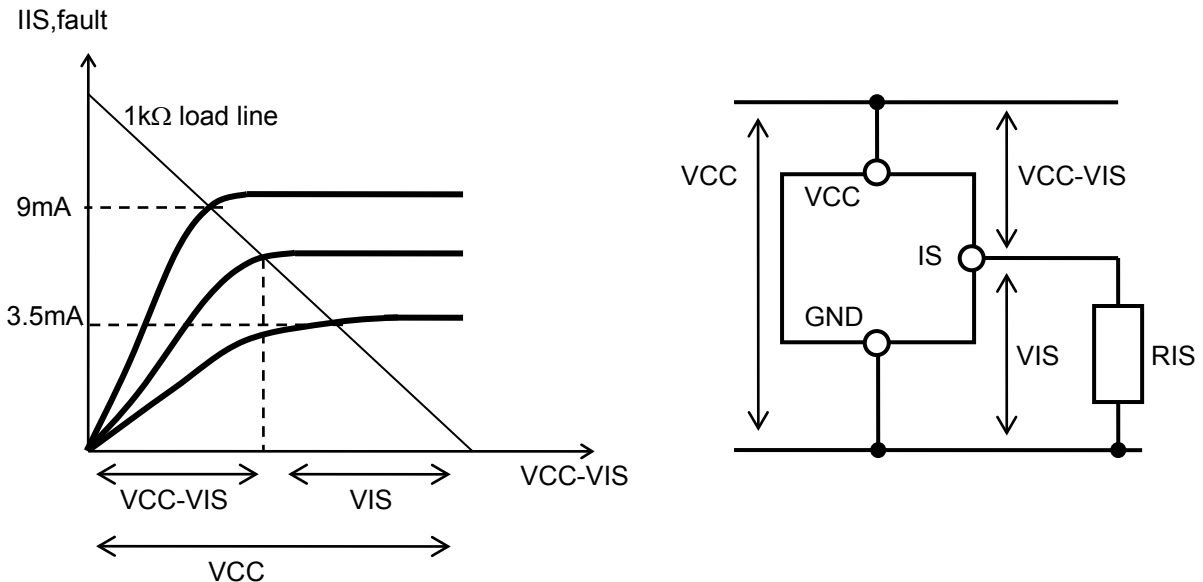 IIS,fault
1kΩ load line
9mA
3.5mA
VCC-VIS
VCC-VIS
VIS
VCC
VCC
VCC
VCC-VIS
IS
GND
VIS
RIS